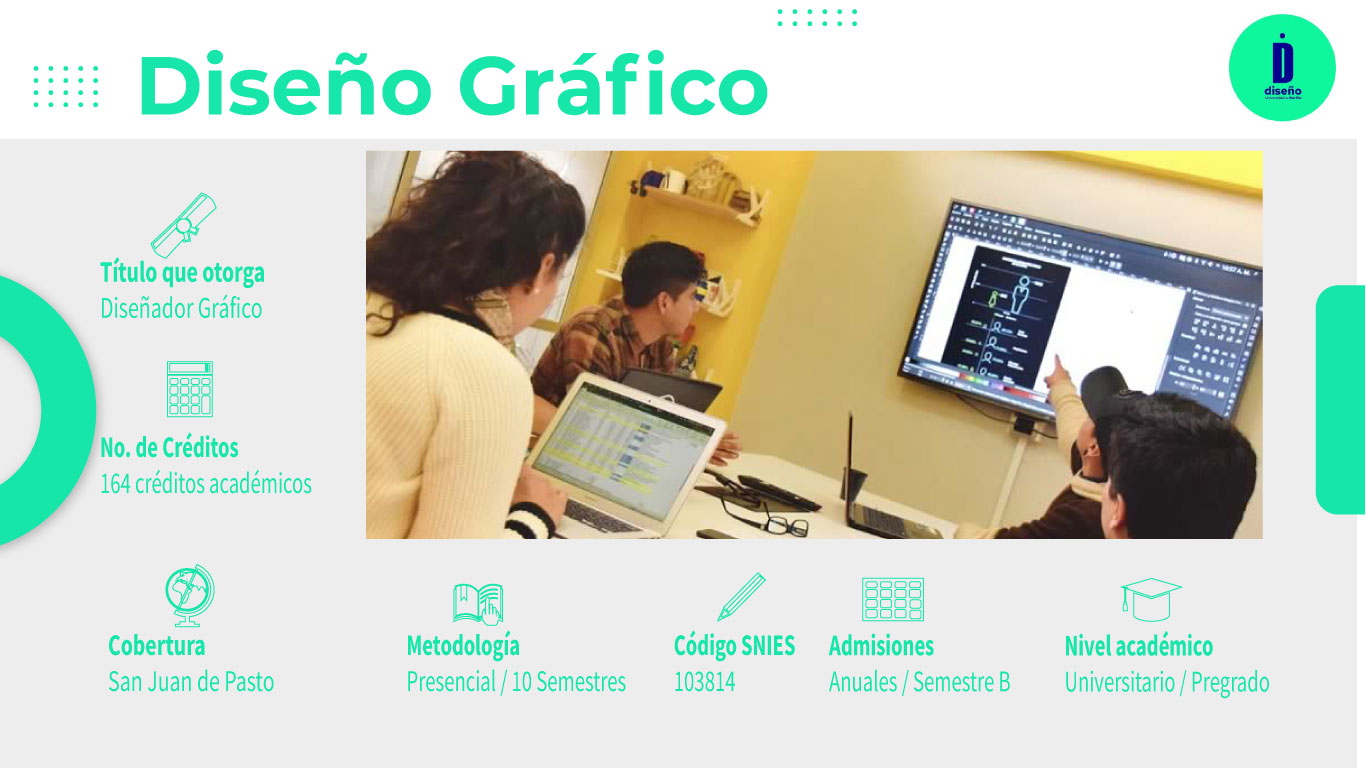 Diseño Gráfico
diseño
Título que otorga
Diseñador Gráfico
No. de Créditos
164 créditos académicos
Cobertura
San Juan de Pasto
Metodología
Presencial / 10 Semestres
Código SNIES
103814
Admisiones
Anuales / Semestre B
Nivel académico
Universitario / Pregrado